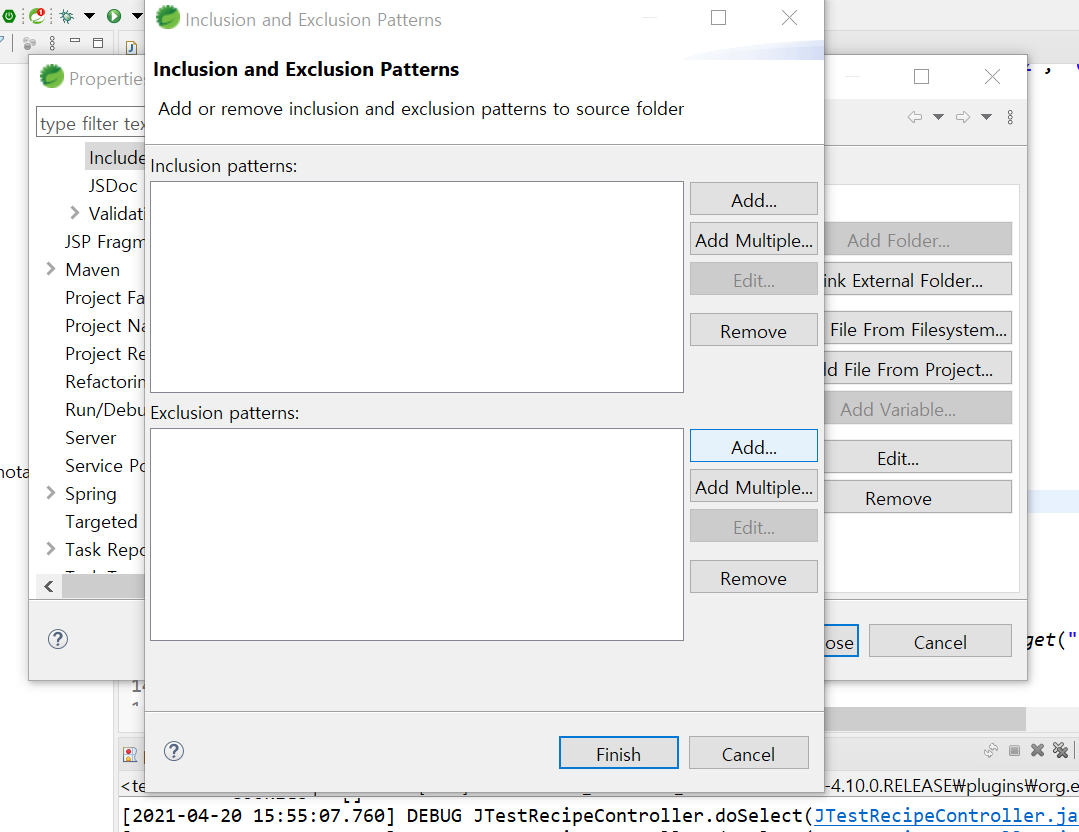 Inclusion and Exclusion Patterns
Properties
Inclusion and Exclusion Patterns
Add or remove inclusion and exclusion patterns to source folder
type filter tex
Include
JSDoc
Validati
JSP Fragm
Maven
Project Fa
Project Na
Project Re
Refactorin
Run/Debu
Server
Service Po
Spring
Targeted
Task Repo
Inclusion patterns:
Add...
Add Multiple...
Edit...
Remove
Exclusion patterns:
Add...
Add Multiple...
Edit...
Remove
Add Folder...
ink External Folder...
File From Filesystem...
dd File From Project...
Add Variable...
Edit...
Remove
nota
ose
Cancel
get("
Finish
Cancel
<te
-4.10.0.RELEASE₩plugins₩org.e
[2021-04-20 15:55:07.760] DEBUG JTestRecipeController.doSelect(JTestRecipeController.ja